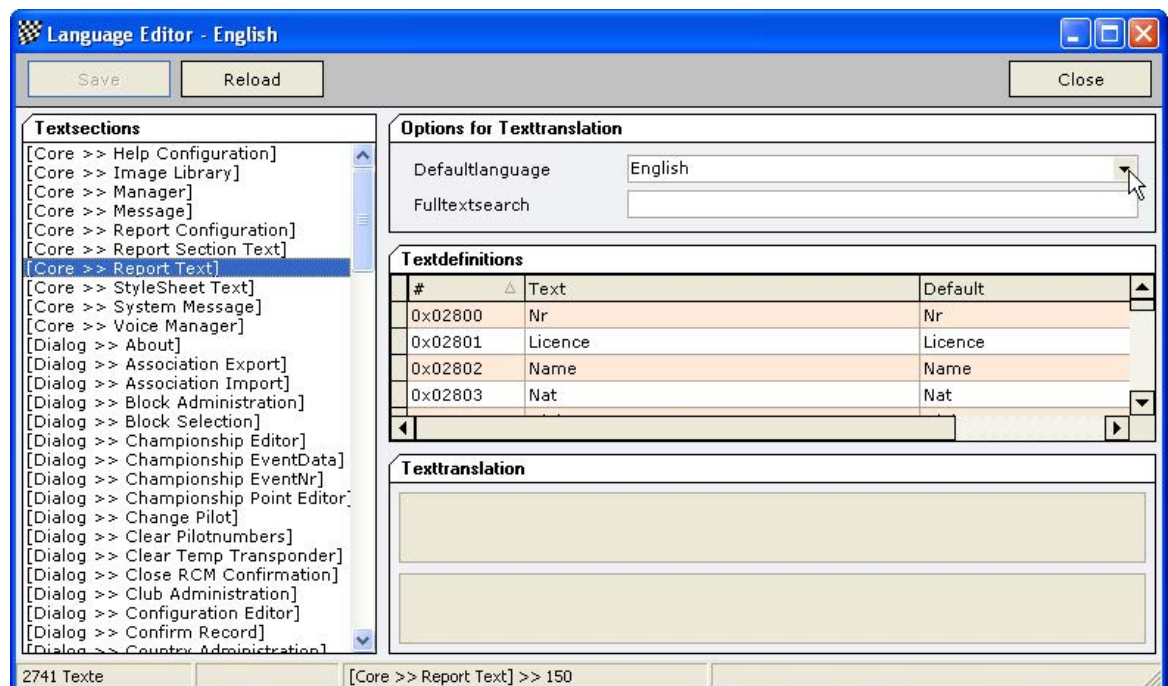 Language Editor - English
Save
Reload
Close
Textsections
[Core >> Help Configuration]
[Core >> Image Library]
[Core >> Manager]
[Core >> Message]
[Core >> Report Configuration]
[Core >> Report Section Text]
[Core >> Report Text]
[Core >> StyleSheet Text]
[Core >> System Message]
[Core >> Voice Manager]
[Dialog >> About]
[Dialog >> Association Export]
[Dialog >> Association Import]
[Dialog >> Block Administration]
[Dialog >> Block Selection]
[Dialog >> Championship Editor]
[Dialog >> Championship EventData]
[Dialog >> Championship EventNr]
[Dialog >> Championship Point Editor]
[Dialog >> Change Pilot]
[Dialog >> Clear Pilotnumbers]
[Dialog >> Clear Temp Transponder]
[Dialog >> Close RCM Confirmation]
[Dialog >> Club Administration]
[Dialog >> Configuration Editor]
[Dialog >> Confirm Record]
[Dialog >> Country Administration]
Options for Texttranslation
Defaultlanguage English
Fulltextsearch
Textdefinitions
# Text Default
0x02800 Nr Nr
0x02801 Licence Licence
0x02802 Name Name
0x02803 Nat Nat
Texttranslation
2741 Texte
[Core >> Report Text] >> 150